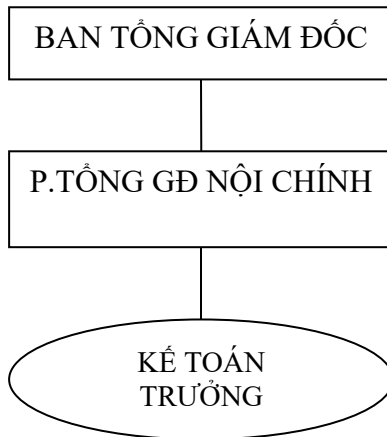 BAN TỔNG GIÁM ĐỐC
P.TỔNG GĐ NỘI CHÍNH
KẾ TOÁN
TRƯỞNG